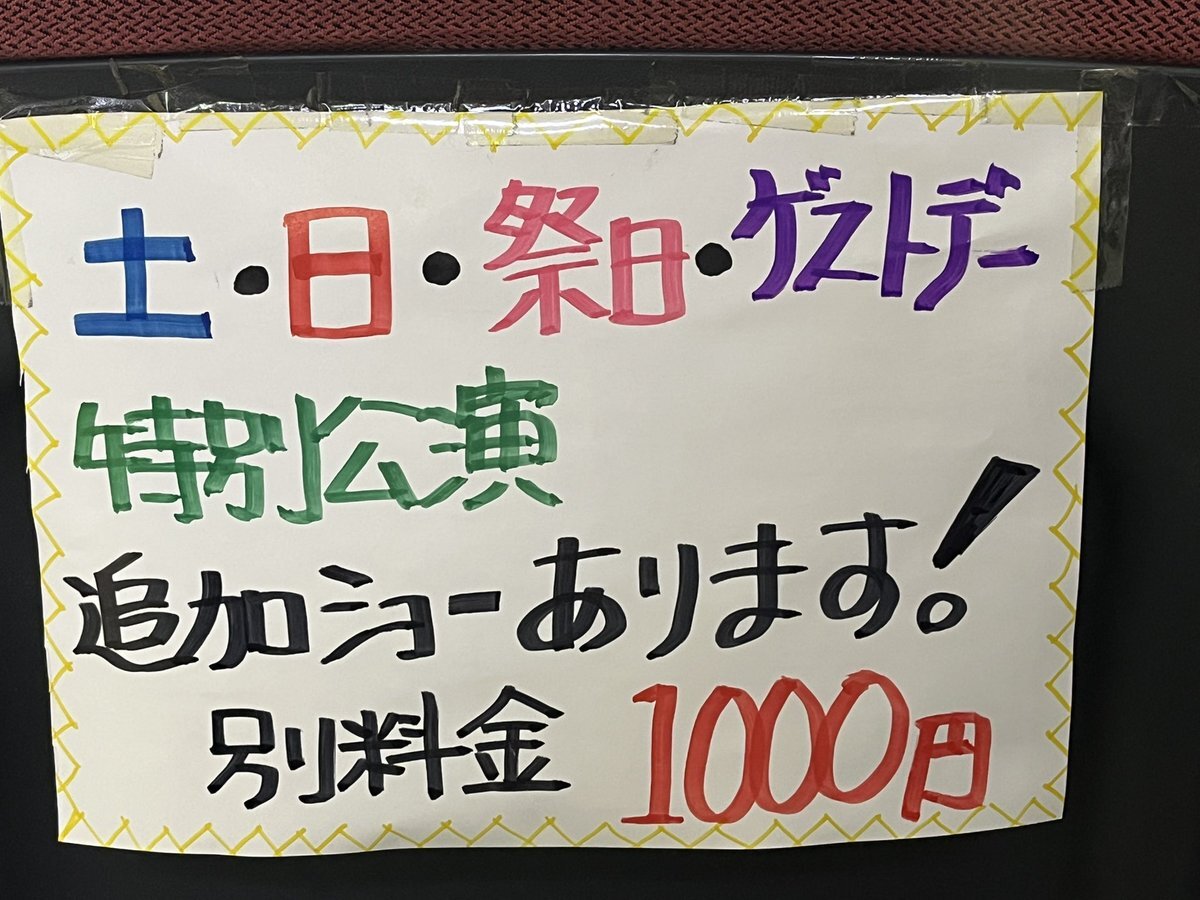 土・日・祭日・ゲストデー
特別公演
追加ショーあります!
別料金 1000円